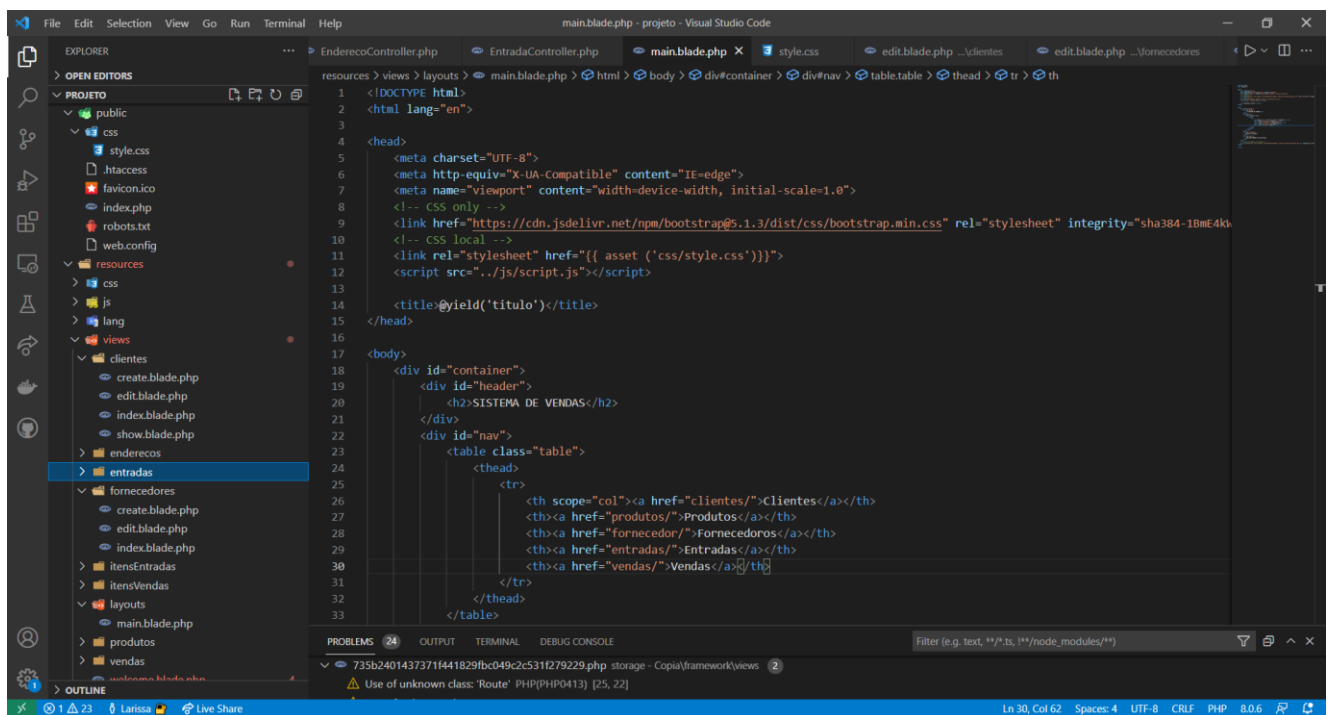 File Edit Selection View Go Run Terminal Help
main.blade.php - projeto - Visual Studio Code
EXPLORER
EnderecoController.php EntradaController.php main.blade.php style.css edit.blade.php ...\clientes edit.blade.php ...\fornecedores
OPEN EDITORS
PROJETO
public
css
style.css
.htaccess
favicon.ico
index.php
robots.txt
web.config
resources
css
js
lang
views
clientes
create.blade.php
edit.blade.php
index.blade.php
show.blade.php
enderecos
entradas
fornecedores
create.blade.php
edit.blade.php
index.blade.php
itensEntradas
itensVendas
layouts
main.blade.php
produtos
vendas
welcome.blade.php 4
OUTLINE
resources > views > layouts > main.blade.php > html > body > div#container > div#nav > table.table > thead > tr > th
1 <!DOCTYPE html>
2 <html lang="en">
3
4 <head>
5 <meta charset="UTF-8">
6 <meta http-equiv="X-UA-Compatible" content="IE=edge">
7 <meta name="viewport" content="width=device-width, initial-scale=1.0">
8 <!-- CSS only -->
9 <link href="https://cdn.jsdelivr.net/npm/bootstrap@5.1.3/dist/css/bootstrap.min.css" rel="stylesheet" integrity="sha384-1BmE4kW
10 <!-- CSS local -->
11 <link rel="stylesheet" href="{{ asset ('css/style.css')}}">
12 <script src="../js/script.js"></script>
13
14 <title>@yield('titulo')</title>
15 </head>
16
17 <body>
18 <div id="container">
19 <div id="header">
20 <h2>SISTEMA DE VENDAS</h2>
21 </div>
22 <div id="nav">
23 <table class="table">
24 <thead>
25 <tr>
26 <th scope="col"><a href="clientes/">Clientes</a></th>
27 <th><a href="produtos/">Produtos</a></th>
28 <th><a href="fornecedor/">Fornecedoros</a></th>
29 <th><a href="entradas/">Entradas</a></th>
30 <th><a href="vendas/">Vendas</a></th>
31 </tr>
32 </thead>
33 </table>
PROBLEMS 24 OUTPUT TERMINAL DEBUG CONSOLE
Filter (e.g. text, **/*.ts, !**/node_modules/**)
735b2401437371f441829fbc049c2c531f279229.php storage - Copia\framework\views 2
Use of unknown class: 'Route' PHP(PHP0413) [25, 22]
1 23 Larissa Live Share
Ln 30, Col 62 Spaces: 4 UTF-8 CRLF PHP 8.0.6
1